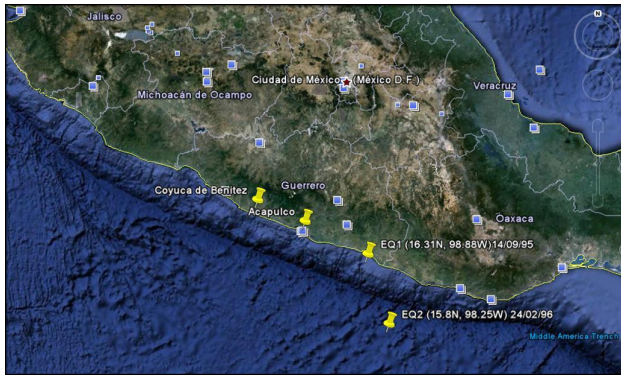 N
Jalisco
Ciudad de México (México D.F.)
Veracruz
Michoacán de Ocampo
Coyuca de Benitez
Guerrero
Acapulco
Oaxaca
EQ1 (16.31N, 98.88W)14/09/95
EQ2 (15.8N, 98.25W) 24/02/96
Middle America Trench